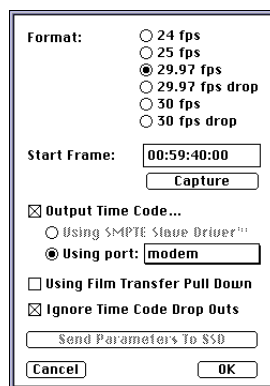 Format:
24 fps
25 fps
29.97 fps
29.97 fps drop
30 fps
30 fps drop
Start Frame: 00:59:40:00
Capture
Output Time Code...
Using SMPTE Slave Driver™
Using port: modem
Using Film Transfer Pull Down
Ignore Time Code Drop Outs
Send Parameters To SSD
Cancel OK